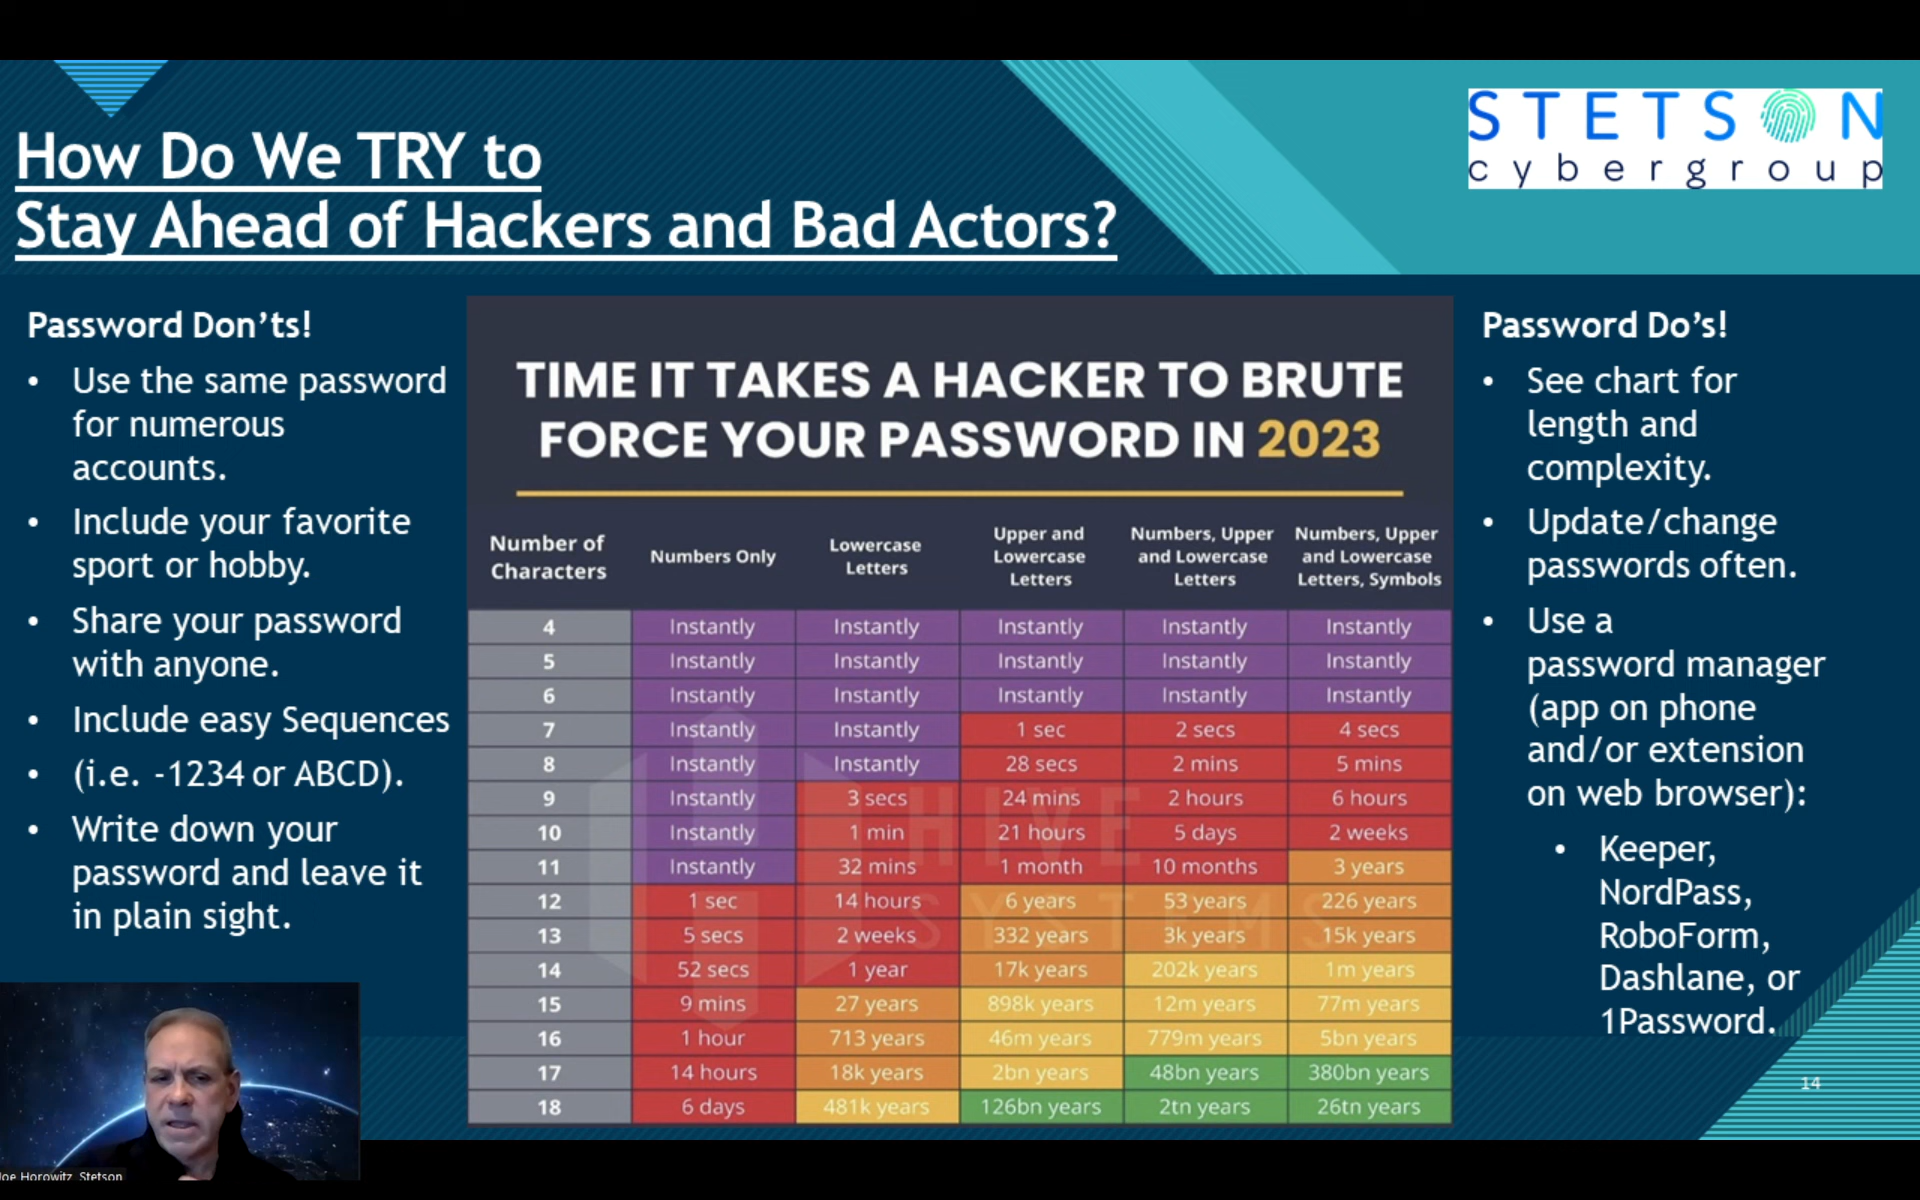 How Do We TRY to
Stay Ahead of Hackers and Bad Actors?
STETSON
cybergroup
Password Don'ts!
• Use the same password
for numerous
accounts.
• Include your favorite
sport or hobby.
• Share your password
with anyone.
• Include easy Sequences
• (i.e. -1234 or ABCD).
• Write down your
password and leave it
in plain sight.
TIME IT TAKES A HACKER TO BRUTE
FORCE YOUR PASSWORD IN 2023
Number of Characters | Numbers Only | Lowercase Letters | Upper and Lowercase Letters | Numbers, Upper and Lowercase Letters | Numbers, Upper and Lowercase Letters, Symbols
4 Instantly Instantly Instantly Instantly Instantly
5 Instantly Instantly Instantly Instantly Instantly
6 Instantly Instantly Instantly Instantly Instantly
7 Instantly Instantly 1 sec 2 secs 4 secs
8 Instantly Instantly 28 secs 2 mins 5 mins
9 Instantly 3 secs 24 mins 2 hours 6 hours
10 Instantly 1 min 21 hours 5 days 2 weeks
11 Instantly 32 mins 1 month 10 months 3 years
12 1 sec 14 hours 6 years 53 years 226 years
13 5 secs 2 weeks 332 years 3k years 15k years
14 52 secs 1 year 17k years 202k years 1m years
15 9 mins 27 years 898k years 12m years 77m years
16 1 hour 713 years 46m years 779m years 5bn years
17 14 hours 18k years 2bn years 48bn years 380bn years
18 6 days 481k years 126bn years 2tn years 26tn years
HIVE
SYSTEMS
Password Do's!
• See chart for
length and
complexity.
• Update/change
passwords often.
• Use a
password manager
(app on phone
and/or extension
on web browser):
• Keeper,
NordPass,
RoboForm,
Dashlane, or
1Password.
14
Joe Horowitz_Stetson